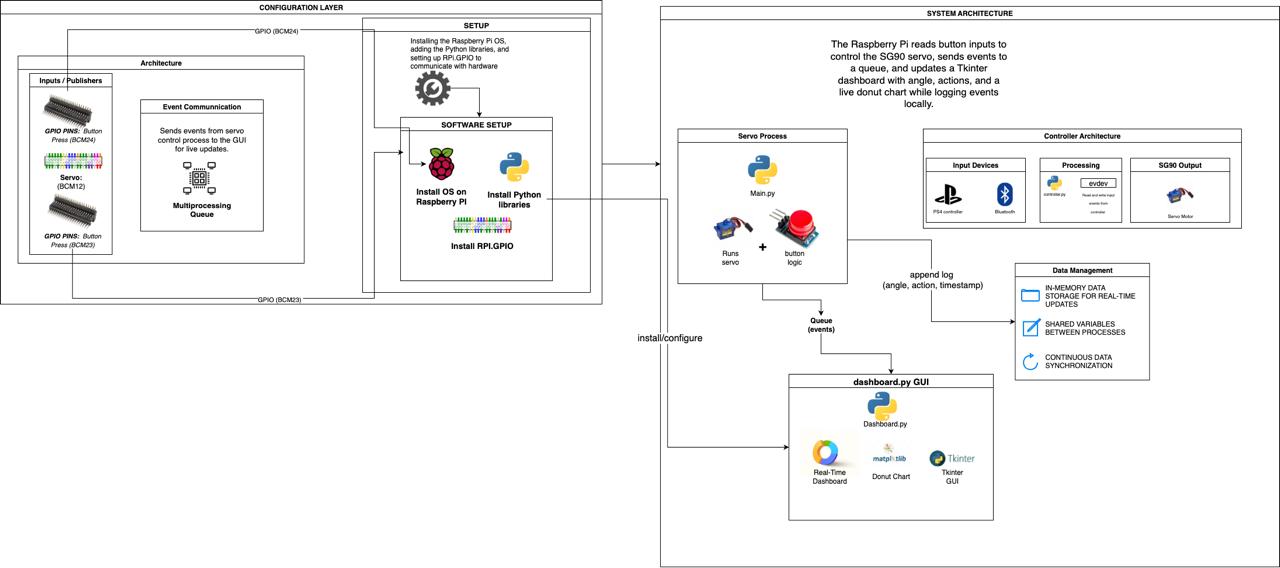 CONFIGURATION LAYER
SETUP
Installing the Raspberry Pi OS,
adding the Python libraries, and
setting up RPi.GPIO to
communicate with hardware
GPIO (BCM24)
Architecture
Inputs / Publishers
GPIO PINS: Button
Press (BCM24)
Servo:
(BCM12)
GPIO PINS: Button
Press (BCM23)
Event Communnication
Sends events from servo
control process to the GUI
for live updates.
Multiprocessing
Queue
SOFTWARE SETUP
Install OS on
Raspberry PI
Install Python
libraries
Install RPI.GPIO
GPIO (BCM23)
install/configure
SYSTEM ARCHITECTURE
The Raspberry Pi reads button inputs to
control the SG90 servo, sends events to
a queue, and updates a Tkinter
dashboard with angle, actions, and a
live donut chart while logging events
locally.
Servo Process
Main.py
Runs
servo
+
button
logic
Controller Architecture
Input Devices
PS4 controller
Bluetooth
Processing
controller.py
evdev
Read and write input
events from
controller
SG90 Output
Servo Motor
append log
(angle, action, timestamp)
Data Management
IN-MEMORY DATA
STORAGE FOR REAL-TIME
UPDATES
SHARED VARIABLES
BETWEEN PROCESSES
CONTINUOUS DATA
SYNCHRONIZATION
Queue
(events)
dashboard.py GUI
Dashboard.py
Real-Time
Dashboard
matplotlib
Donut Chart
Tkinter
Tkinter
GUI